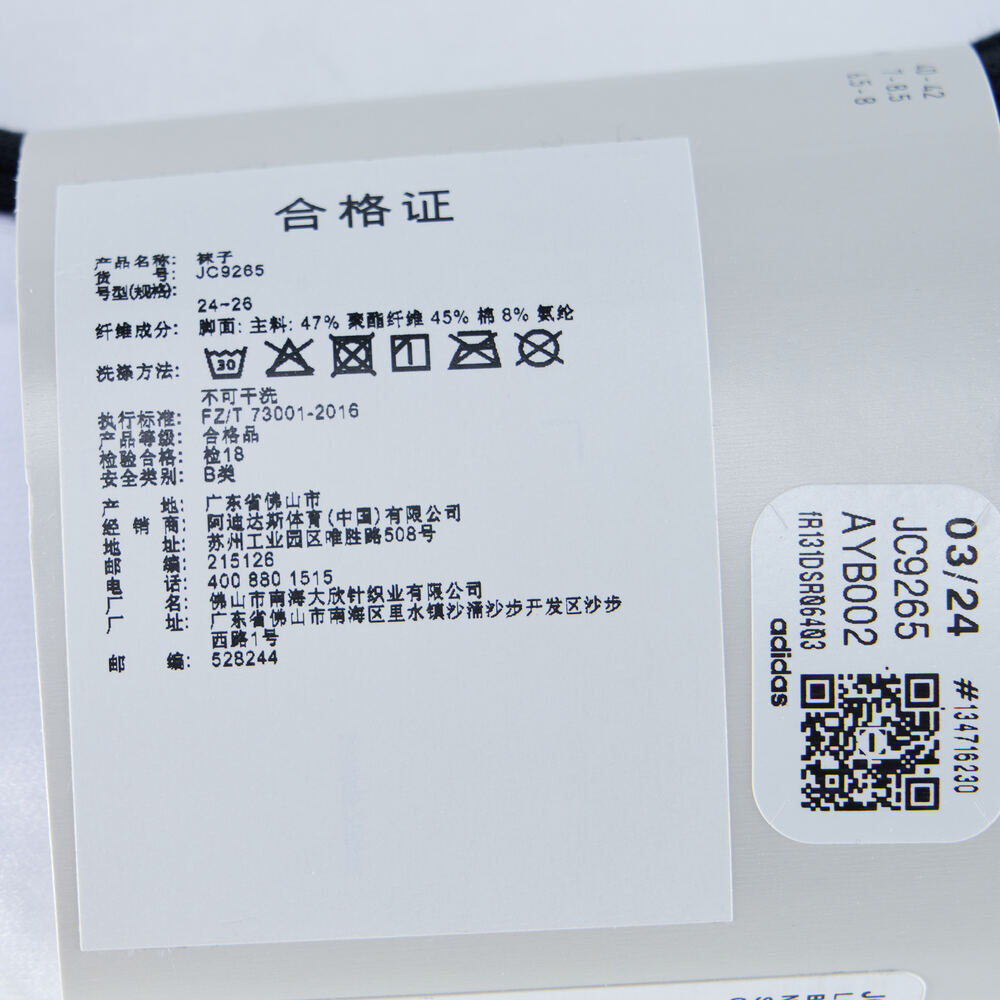 合格证
产品名称: 袜子
货 号: JC9265
号型(规格):
24-26
纤维成分: 脚面: 主料: 47% 聚酯纤维 45% 棉 8% 氨纶
洗涤方法: 30
不可干洗
执行标准: FZ/T 73001-2016
产品等级: 合格品
检验合格: 检18
安全类别: B类
产 地: 广东省佛山市
经 销 商: 阿迪达斯体育(中国)有限公司
地 址: 苏州工业园区唯胜路508号
邮 编: 215126
电 话: 400 880 1515
厂 名: 佛山市南海大欣针织业有限公司
厂 址: 广东省佛山市南海区里水镇沙涌沙步开发区沙步
西路1号
邮 编: 528244
40-42
7-8.5
6.5-8
03/24 #134716230
JC9265
AYB002
fR131DSR06403
adidas